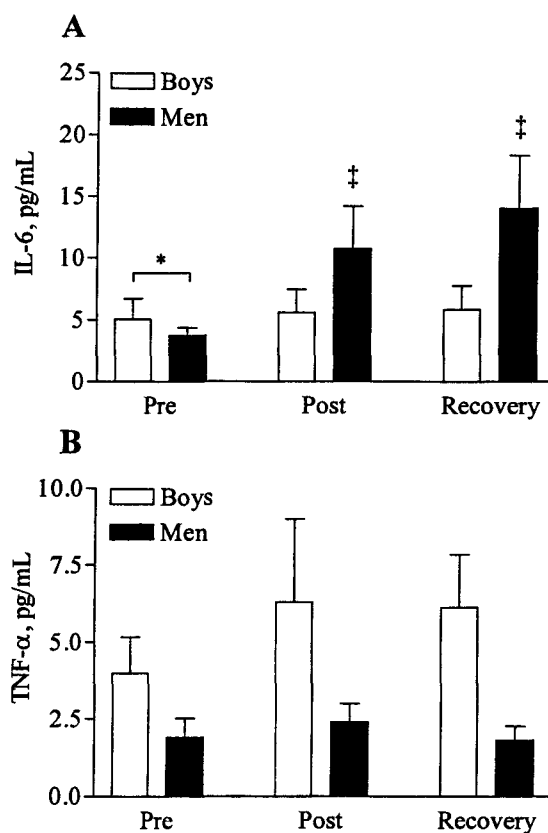 A
25
20
15
10
5
0
IL-6, pg/mL
Boys
Men
*
‡
‡
Pre Post Recovery
B
10.0
7.5
5.0
2.5
0.0
TNF-α, pg/mL
Boys
Men
Pre Post Recovery